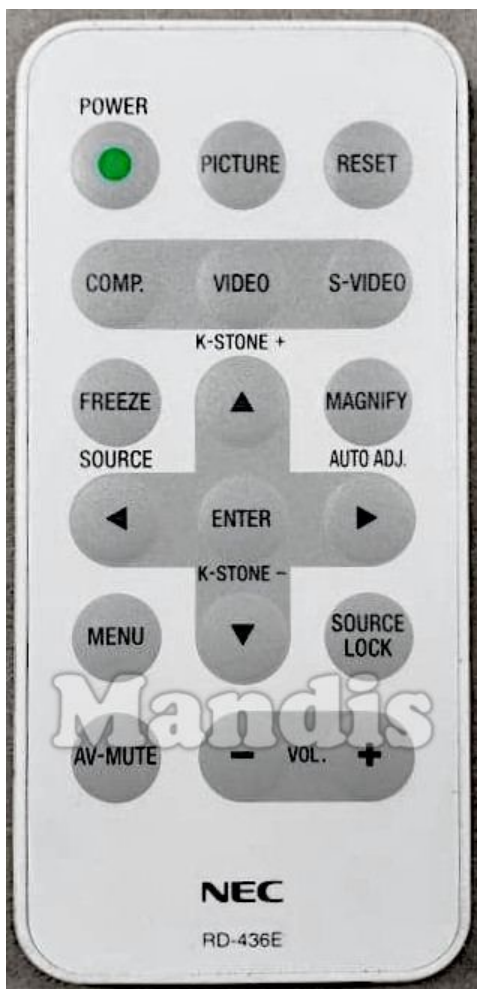 POWER
PICTURE RESET
COMP. VIDEO S-VIDEO
K-STONE +
FREEZE MAGNIFY
SOURCE AUTO ADJ.
ENTER
K-STONE –
MENU SOURCE
LOCK
Mandis
AV-MUTE – VOL. +
NEC
RD-436E